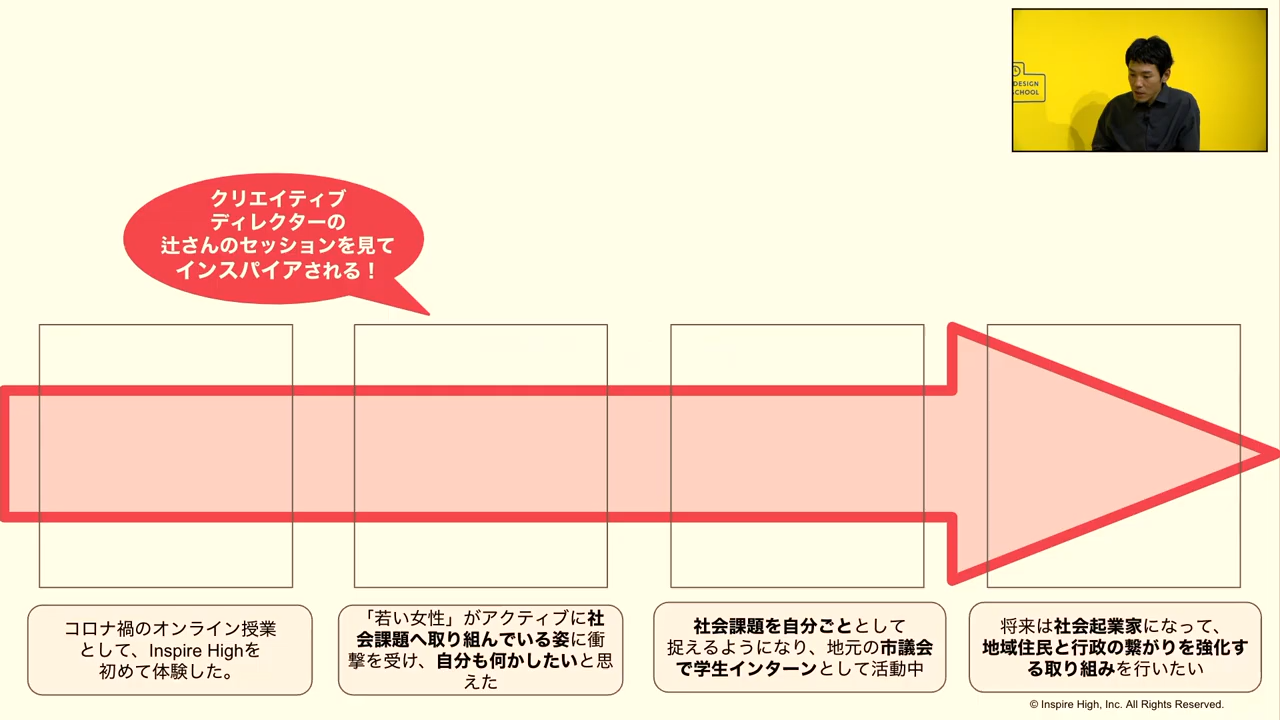 DESIGN
SCHOOL
クリエイティブ
ディレクターの
辻さんのセッションを見て
インスパイアされる！
コロナ禍のオンライン授業
として、Inspire Highを
初めて体験した。
「若い女性」がアクティブに社
会課題へ取り組んでいる姿に衝
撃を受け、自分も何かしたいと思
えた
社会課題を自分ごととして
捉えるようになり、地元の市議会
で学生インターンとして活動中
将来は社会起業家になって、
地域住民と行政の繋がりを強化す
る取り組みを行いたい
© Inspire High, Inc. All Rights Reserved.